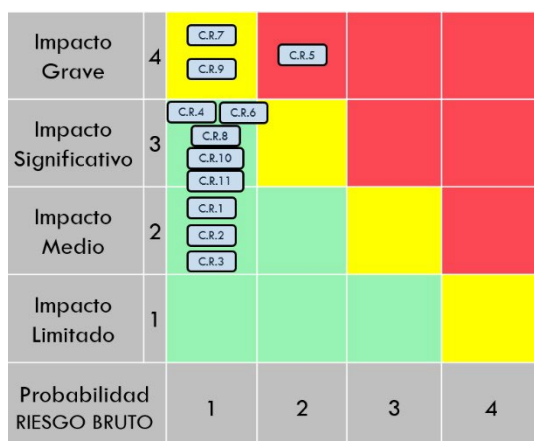 Impacto
Grave
4
C.R.7
C.R.9
C.R.5
Impacto
Significativo
3
C.R.4
C.R.6
C.R.8
C.R.10
C.R.11
Impacto
Medio
2
C.R.1
C.R.2
C.R.3
Impacto
Limitado
1
Probabilidad
RIESGO BRUTO
1
2
3
4